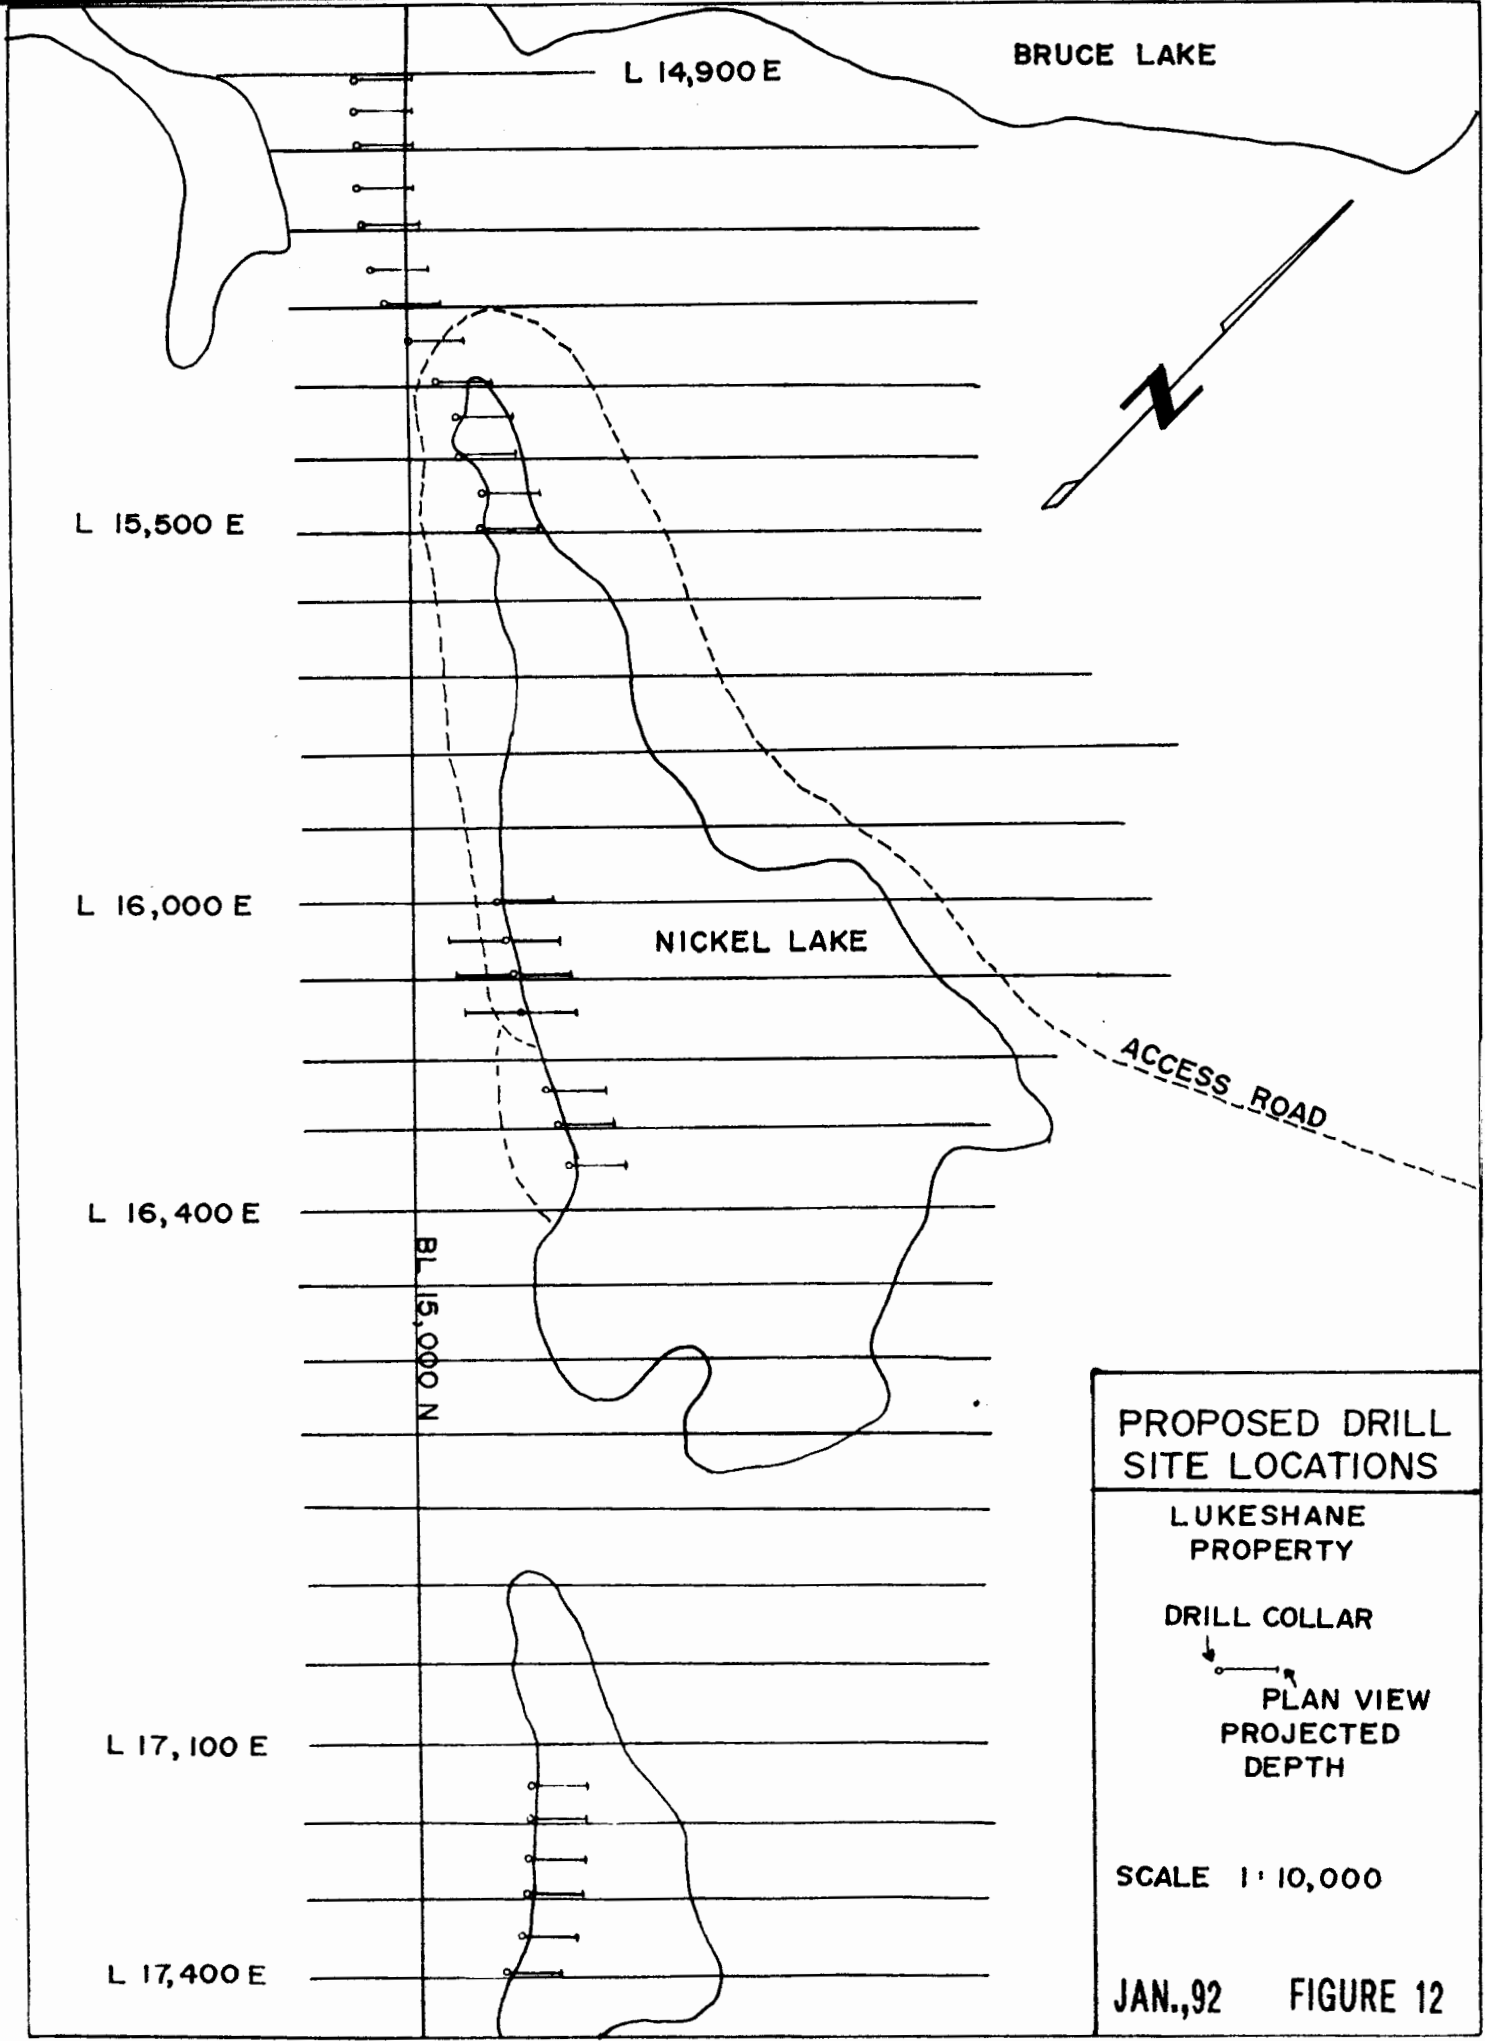 BRUCE LAKE
L 14,900 E
L 15,500 E
L 16,000 E
NICKEL LAKE
ACCESS ROAD
L 16,400 E
BL 15,000 N
N
PROPOSED DRILL
SITE LOCATIONS
LUKESHANE
PROPERTY
DRILL COLLAR
PLAN VIEW
PROJECTED
DEPTH
L 17,100 E
SCALE 1:10,000
L 17,400 E
JAN.,92 FIGURE 12